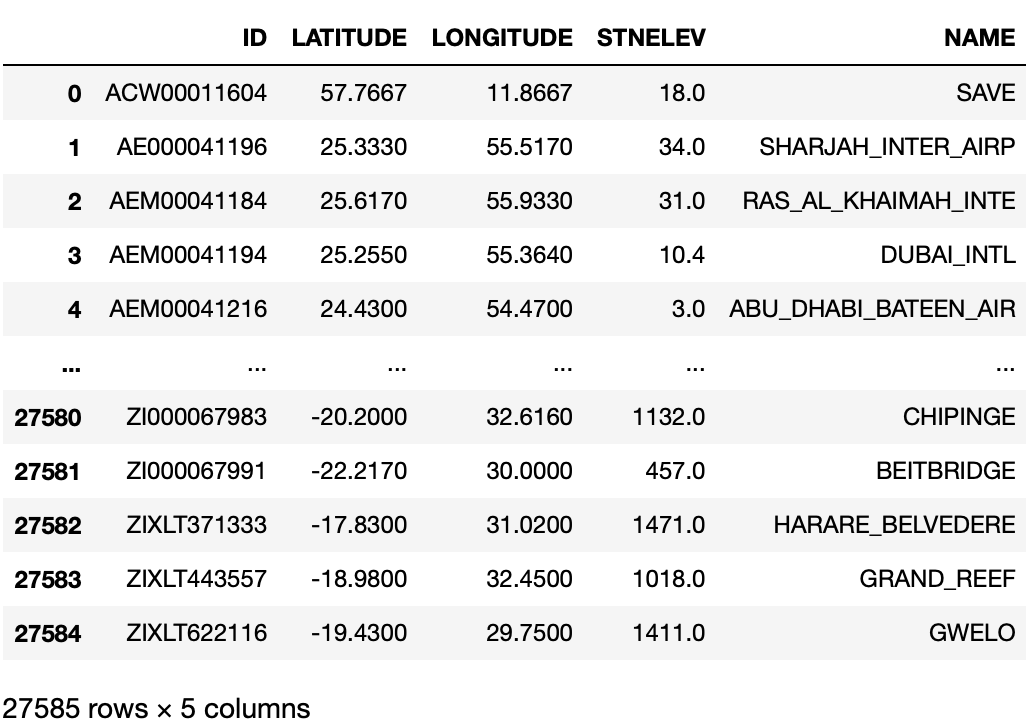 ID LATITUDE LONGITUDE STNELEV NAME
0 ACW00011604 57.7667 11.8667 18.0 SAVE
1 AE000041196 25.3330 55.5170 34.0 SHARJAH_INTER_AIRP
2 AEM00041184 25.6170 55.9330 31.0 RAS_AL_KHAIMAH_INTE
3 AEM00041194 25.2550 55.3640 10.4 DUBAI_INTL
4 AEM00041216 24.4300 54.4700 3.0 ABU_DHABI_BATEEN_AIR
... ... ... ... ... ...
27580 ZI000067983 -20.2000 32.6160 1132.0 CHIPINGE
27581 ZI000067991 -22.2170 30.0000 457.0 BEITBRIDGE
27582 ZIXLT371333 -17.8300 31.0200 1471.0 HARARE_BELVEDERE
27583 ZIXLT443557 -18.9800 32.4500 1018.0 GRAND_REEF
27584 ZIXLT622116 -19.4300 29.7500 1411.0 GWELO
27585 rows × 5 columns